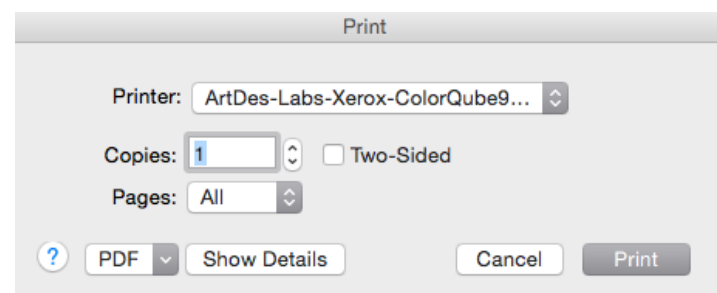 Print
Printer: ArtDes-Labs-Xerox-ColorQube9...
Copies: 1 Two-Sided
Pages: All
? PDF Show Details Cancel Print